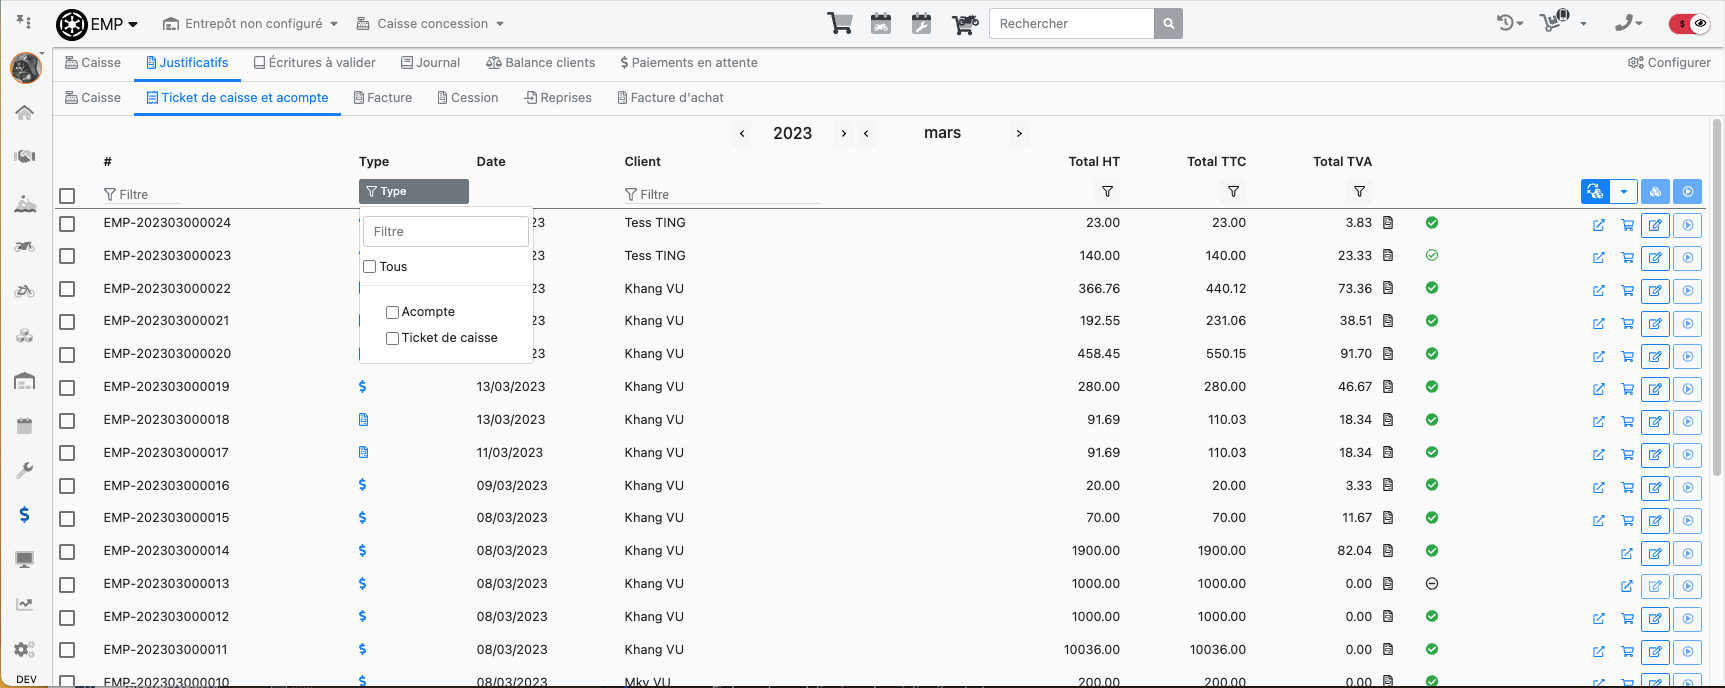 EMP Entrepôt non configuré Caisse concession Rechercher
Caisse Justificatifs Écritures à valider Journal Balance clients $ Paiements en attente Configurer
Caisse Ticket de caisse et acompte Facture Cession Reprises Facture d'achat
2023 mars
# Type Date Client Total HT Total TTC Total TVA
Filtre Type Filtre
EMP-202303000024 23 Tess TING 23.00 23.00 3.83
Filtre
EMP-202303000023 23 Tess TING 140.00 140.00 23.33
Tous
EMP-202303000022 23 Khang VU 366.76 440.12 73.36
Acompte
EMP-202303000021 23 Khang VU 192.55 231.06 38.51
Ticket de caisse
EMP-202303000020 23 Khang VU 458.45 550.15 91.70
EMP-202303000019 $ 13/03/2023 Khang VU 280.00 280.00 46.67
EMP-202303000018 13/03/2023 Khang VU 91.69 110.03 18.34
EMP-202303000017 11/03/2023 Khang VU 91.69 110.03 18.34
EMP-202303000016 $ 09/03/2023 Khang VU 20.00 20.00 3.33
EMP-202303000015 $ 08/03/2023 Khang VU 70.00 70.00 11.67
EMP-202303000014 $ 08/03/2023 Khang VU 1900.00 1900.00 82.04
EMP-202303000013 $ 08/03/2023 Khang VU 1000.00 1000.00 0.00
EMP-202303000012 $ 08/03/2023 Khang VU 1000.00 1000.00 0.00
EMP-202303000011 $ 08/03/2023 Khang VU 10036.00 10036.00 0.00
EMP-202303000010 $ 08/03/2023 Mky VU 200.00 200.00 0.00
DEV